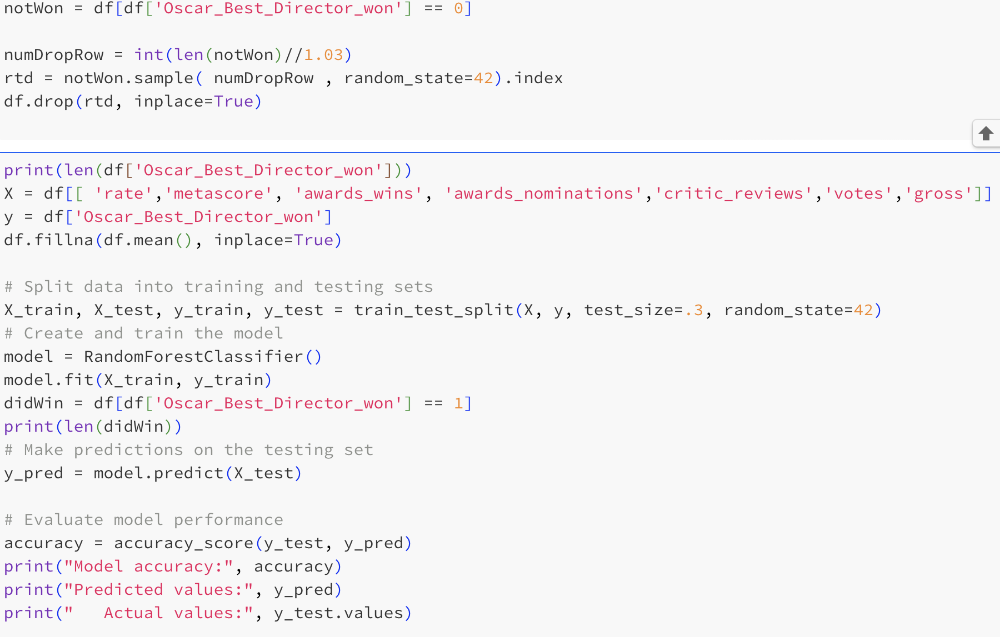 notWon = df[df['Oscar_Best_Director_won'] == 0]
numDropRow = int(len(notWon)//1.03)
rtd = notWon.sample( numDropRow , random_state=42).index
df.drop(rtd, inplace=True)
print(len(df['Oscar_Best_Director_won']))
X = df[[ 'rate','metascore', 'awards_wins', 'awards_nominations','critic_reviews','votes','gross']]
y = df['Oscar_Best_Director_won']
df.fillna(df.mean(), inplace=True)
# Split data into training and testing sets
X_train, X_test, y_train, y_test = train_test_split(X, y, test_size=.3, random_state=42)
# Create and train the model
model = RandomForestClassifier()
model.fit(X_train, y_train)
didWin = df[df['Oscar_Best_Director_won'] == 1]
print(len(didWin))
# Make predictions on the testing set
y_pred = model.predict(X_test)
# Evaluate model performance
accuracy = accuracy_score(y_test, y_pred)
print("Model accuracy:", accuracy)
print("Predicted values:", y_pred)
print("   Actual values:", y_test.values)